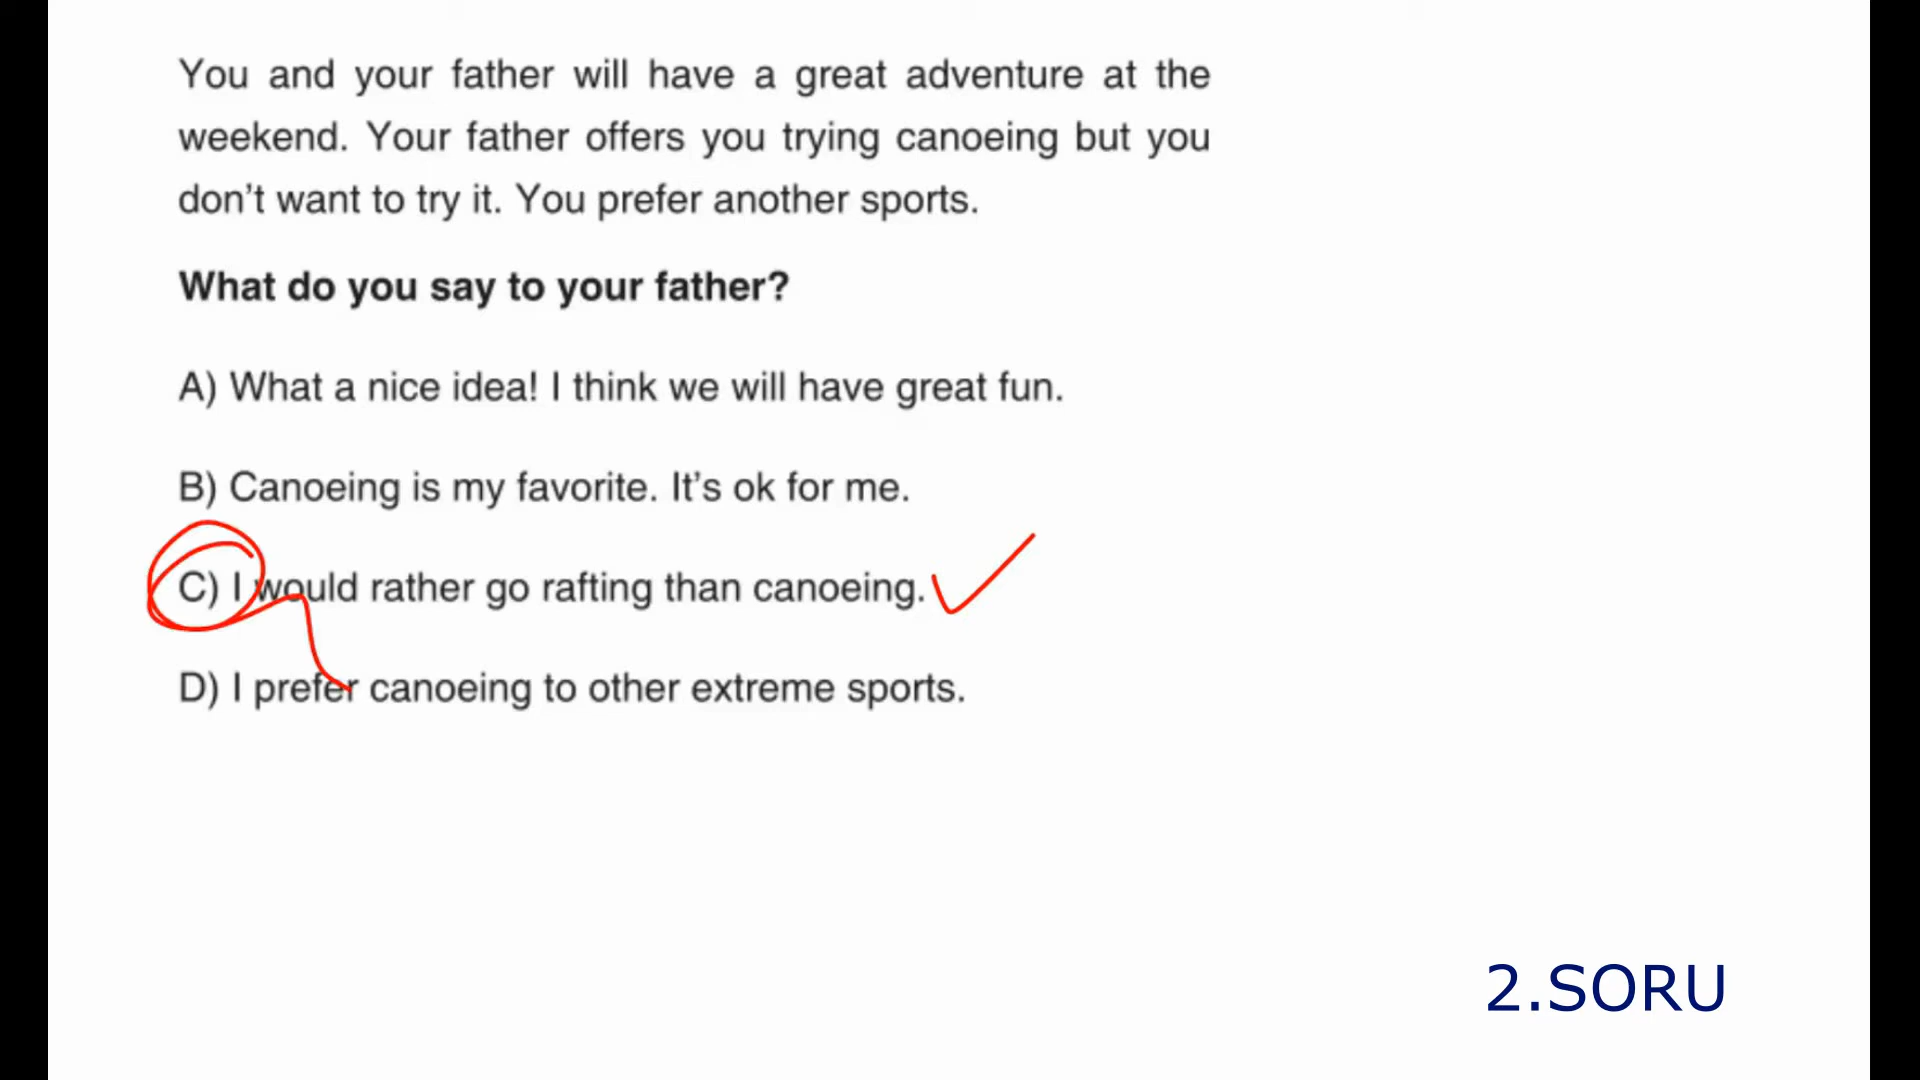 You and your father will have a great adventure at the
weekend. Your father offers you trying canoeing but you
don’t want to try it. You prefer another sports.
What do you say to your father?
A) What a nice idea! I think we will have great fun.
B) Canoeing is my favorite. It’s ok for me.
C) I would rather go rafting than canoeing.
D) I prefer canoeing to other extreme sports.
2.SORU